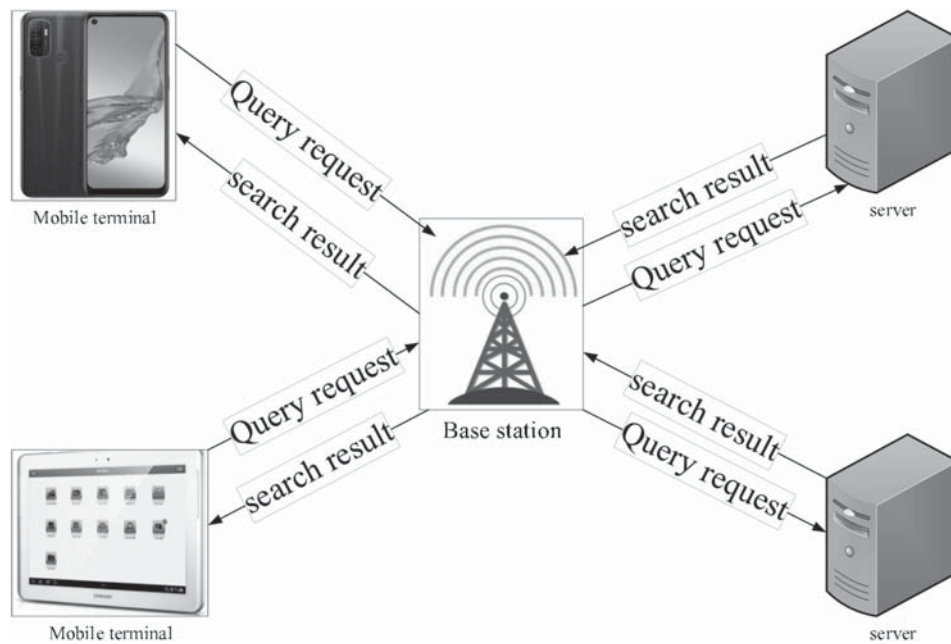 Query request
search result
Mobile terminal
search result
Query request
server
Base station
Query request
search result
Mobile terminal
search result
Query request
server